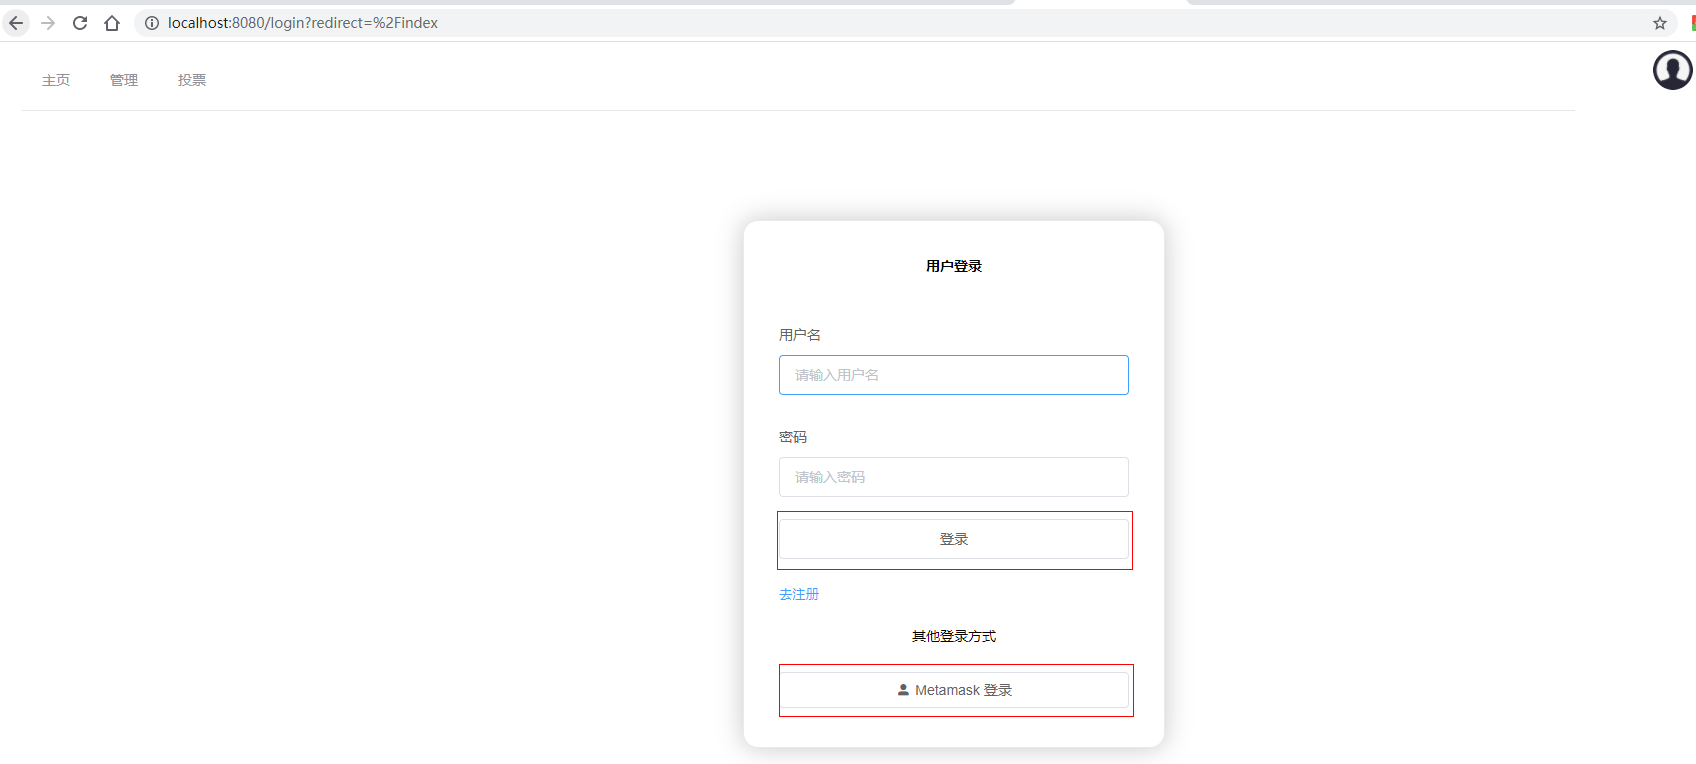 localhost:8080/login?redirect=%2Findex
主页 管理 投票
用户登录
用户名
请输入用户名
密码
请输入密码
登录
去注册
其他登录方式
Metamask 登录